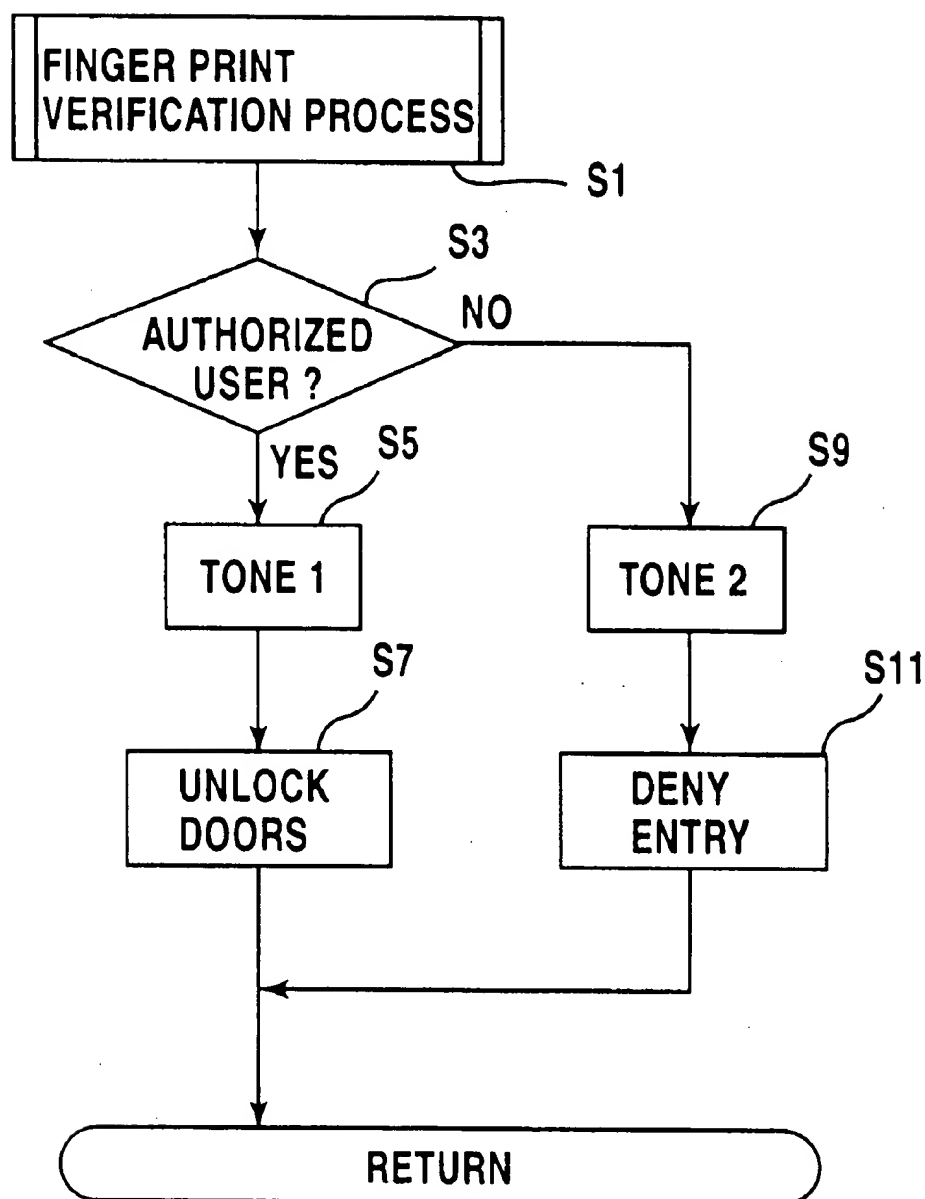 FINGER PRINT
VERIFICATION PROCESS
S1
S3
AUTHORIZED
USER ?
NO
YES
S5
S9
TONE 1
TONE 2
S7
S11
UNLOCK
DOORS
DENY
ENTRY
RETURN